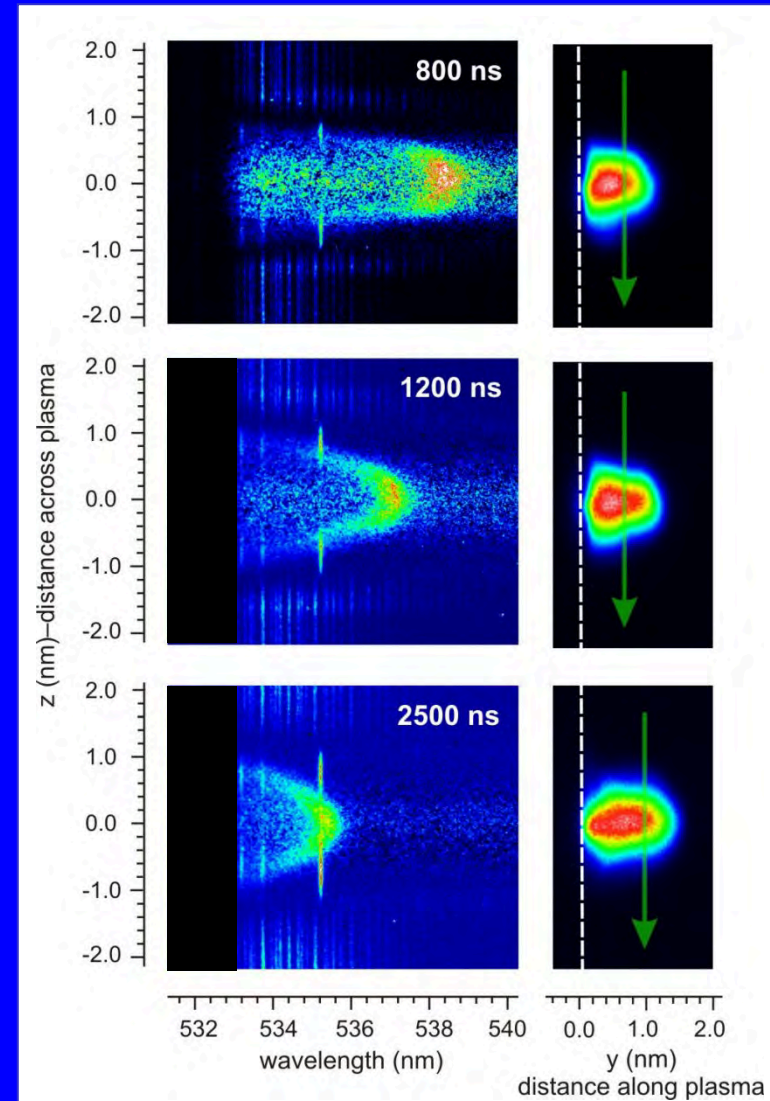 2.0
1.0
0.0
-1.0
-2.0
800 ns
2.0
1.0
0.0
-1.0
-2.0
1200 ns
2.0
1.0
0.0
-1.0
-2.0
2500 ns
z (nm)–distance across plasma
532 534 536 538 540
wavelength (nm)
0.0 1.0 2.0
y (nm)
distance along plasma